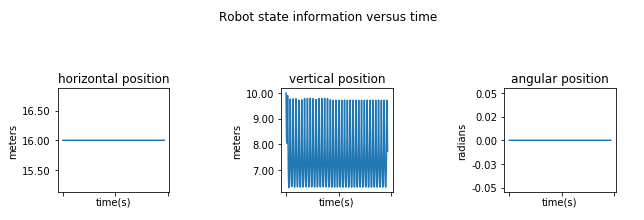 Robot state information versus time
horizontal position
vertical position
angular position
meters
16.50
16.00
15.50
time(s)
meters
10.00
9.00
8.00
7.00
time(s)
radians
0.05
0.02
0.00
-0.03
-0.05
time(s)